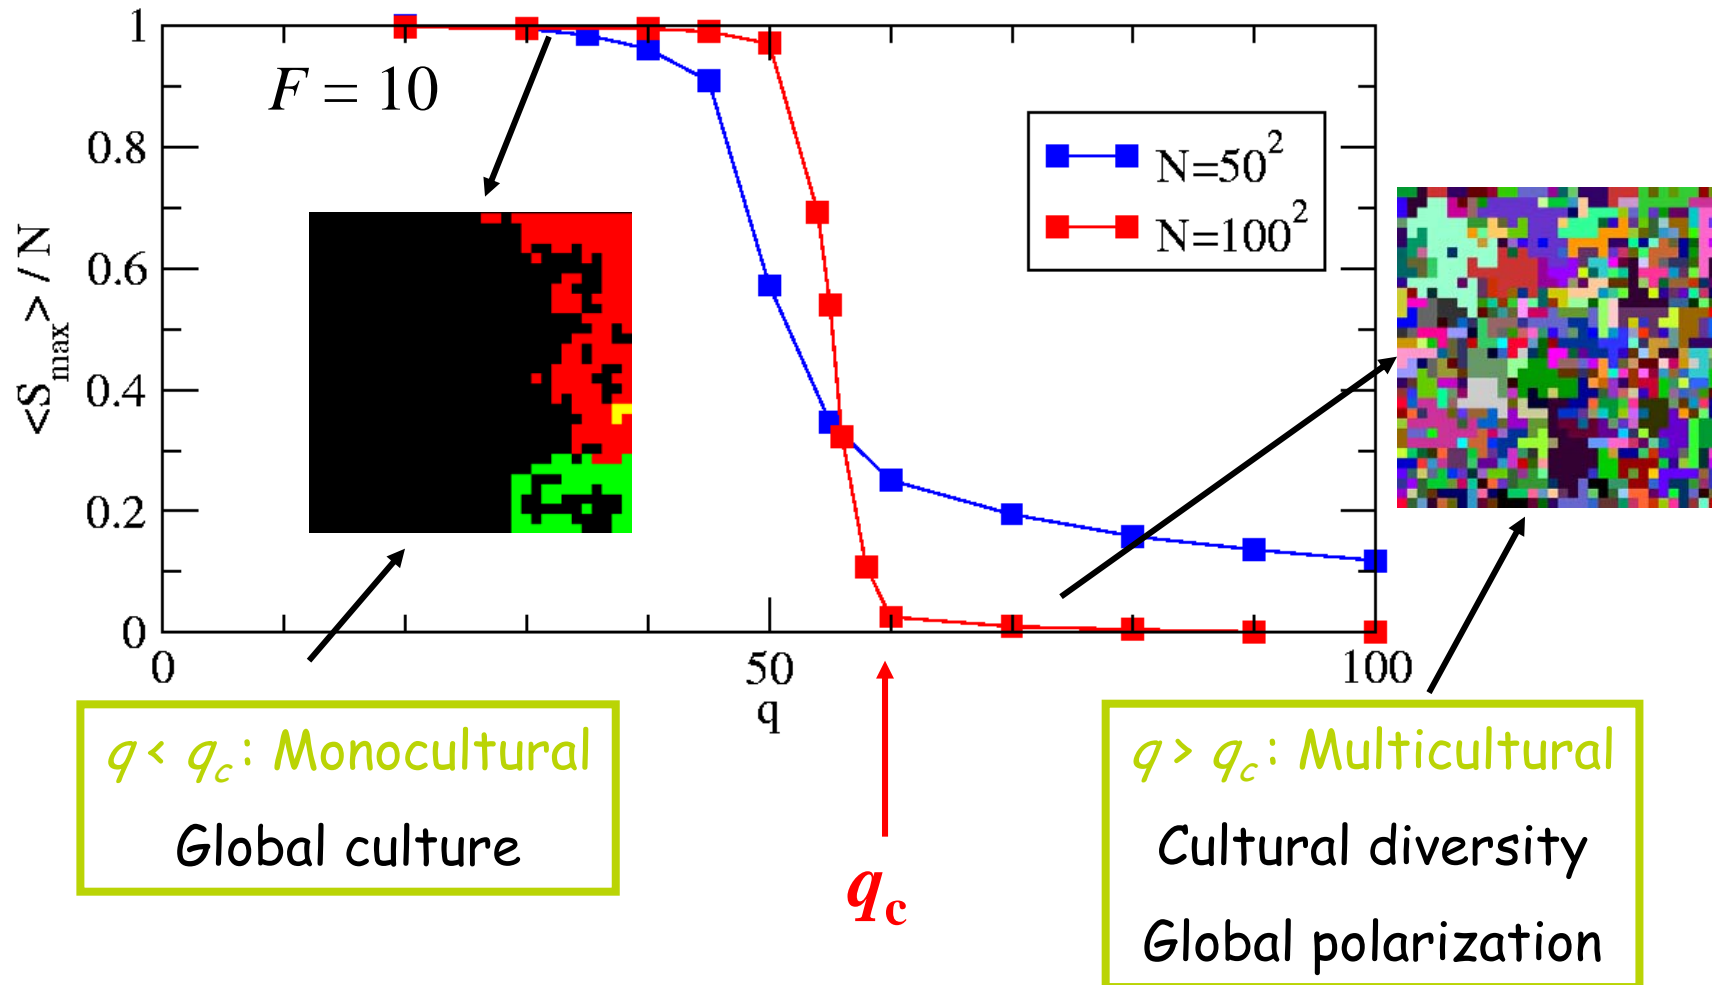 1
F = 10
0.8
N=50²
N=100²
0.6
<S_max> / N
0.4
0.2
0
0
50
100
q
q < q_c: Monocultural
Global culture
q_c
q > q_c: Multicultural
Cultural diversity
Global polarization